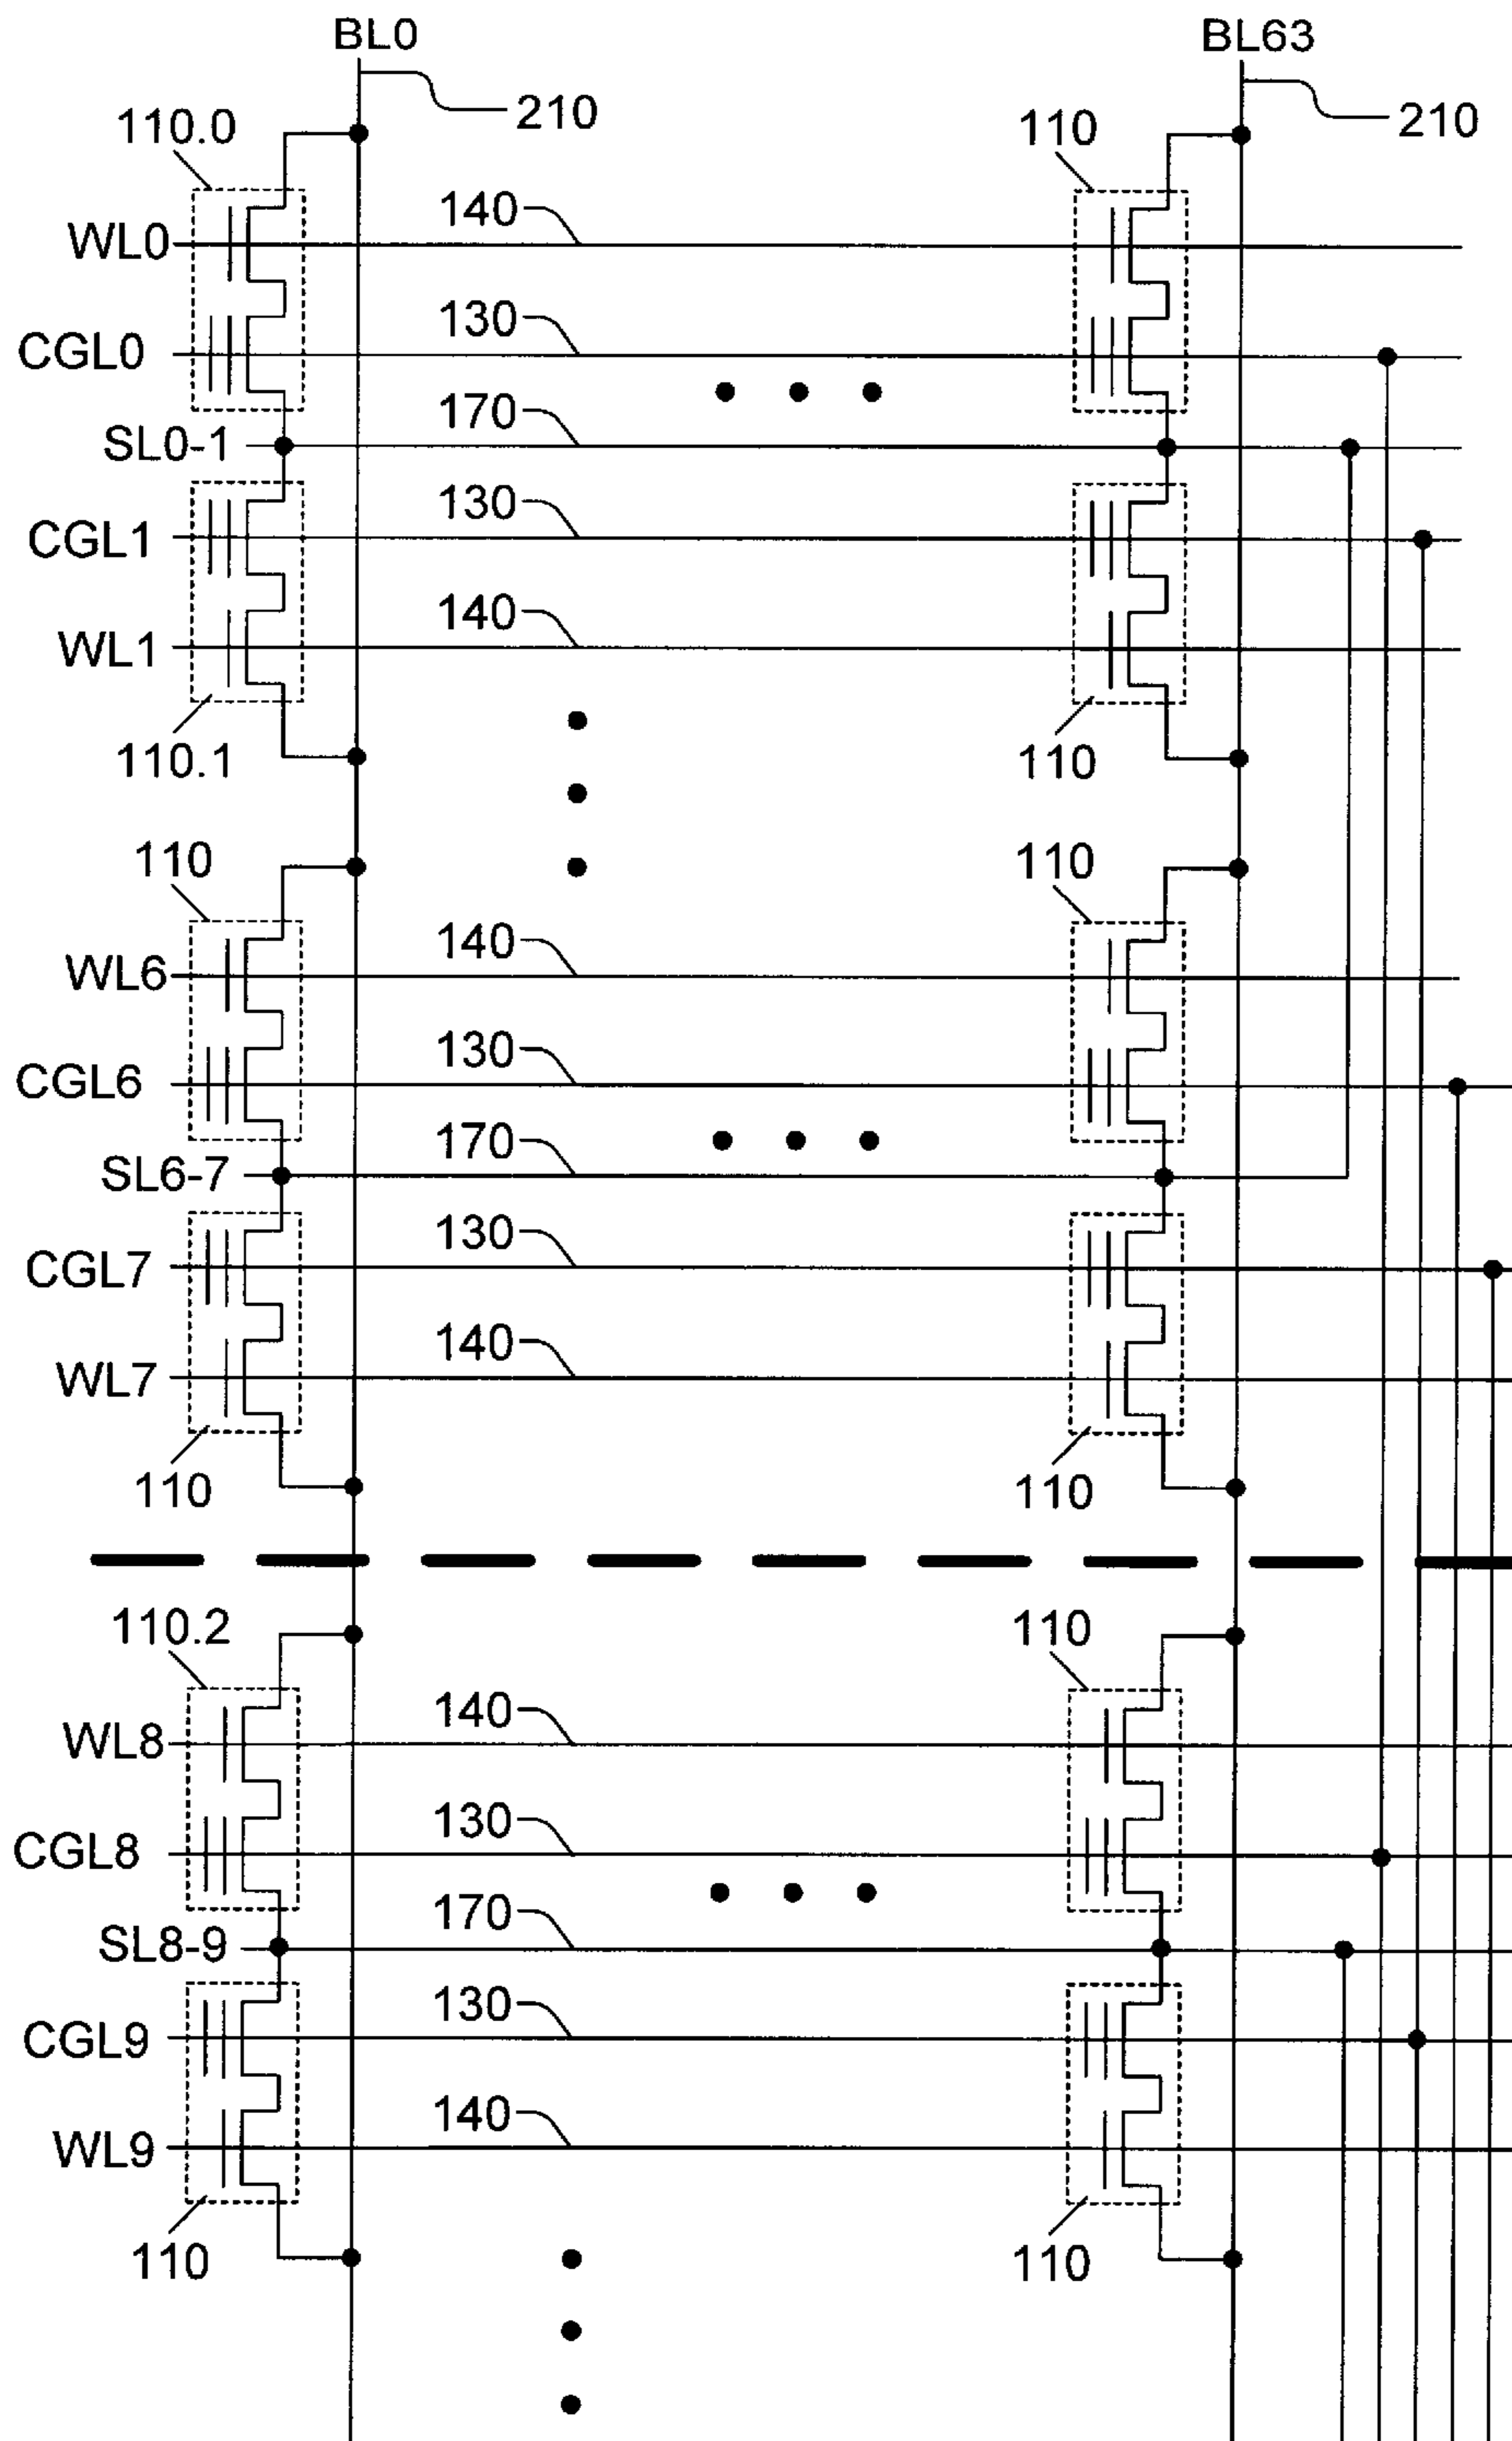 BL0 BL63
210 210
110.0 110
WL0 140
CGL0 130
SL0-1 170
CGL1 130
WL1 140
110.1 110
110 110
WL6 140
CGL6 130
SL6-7 170
CGL7 130
WL7 140
110 110
110.2 110
WL8 140
CGL8 130
SL8-9 170
CGL9 130
WL9 140
110 110